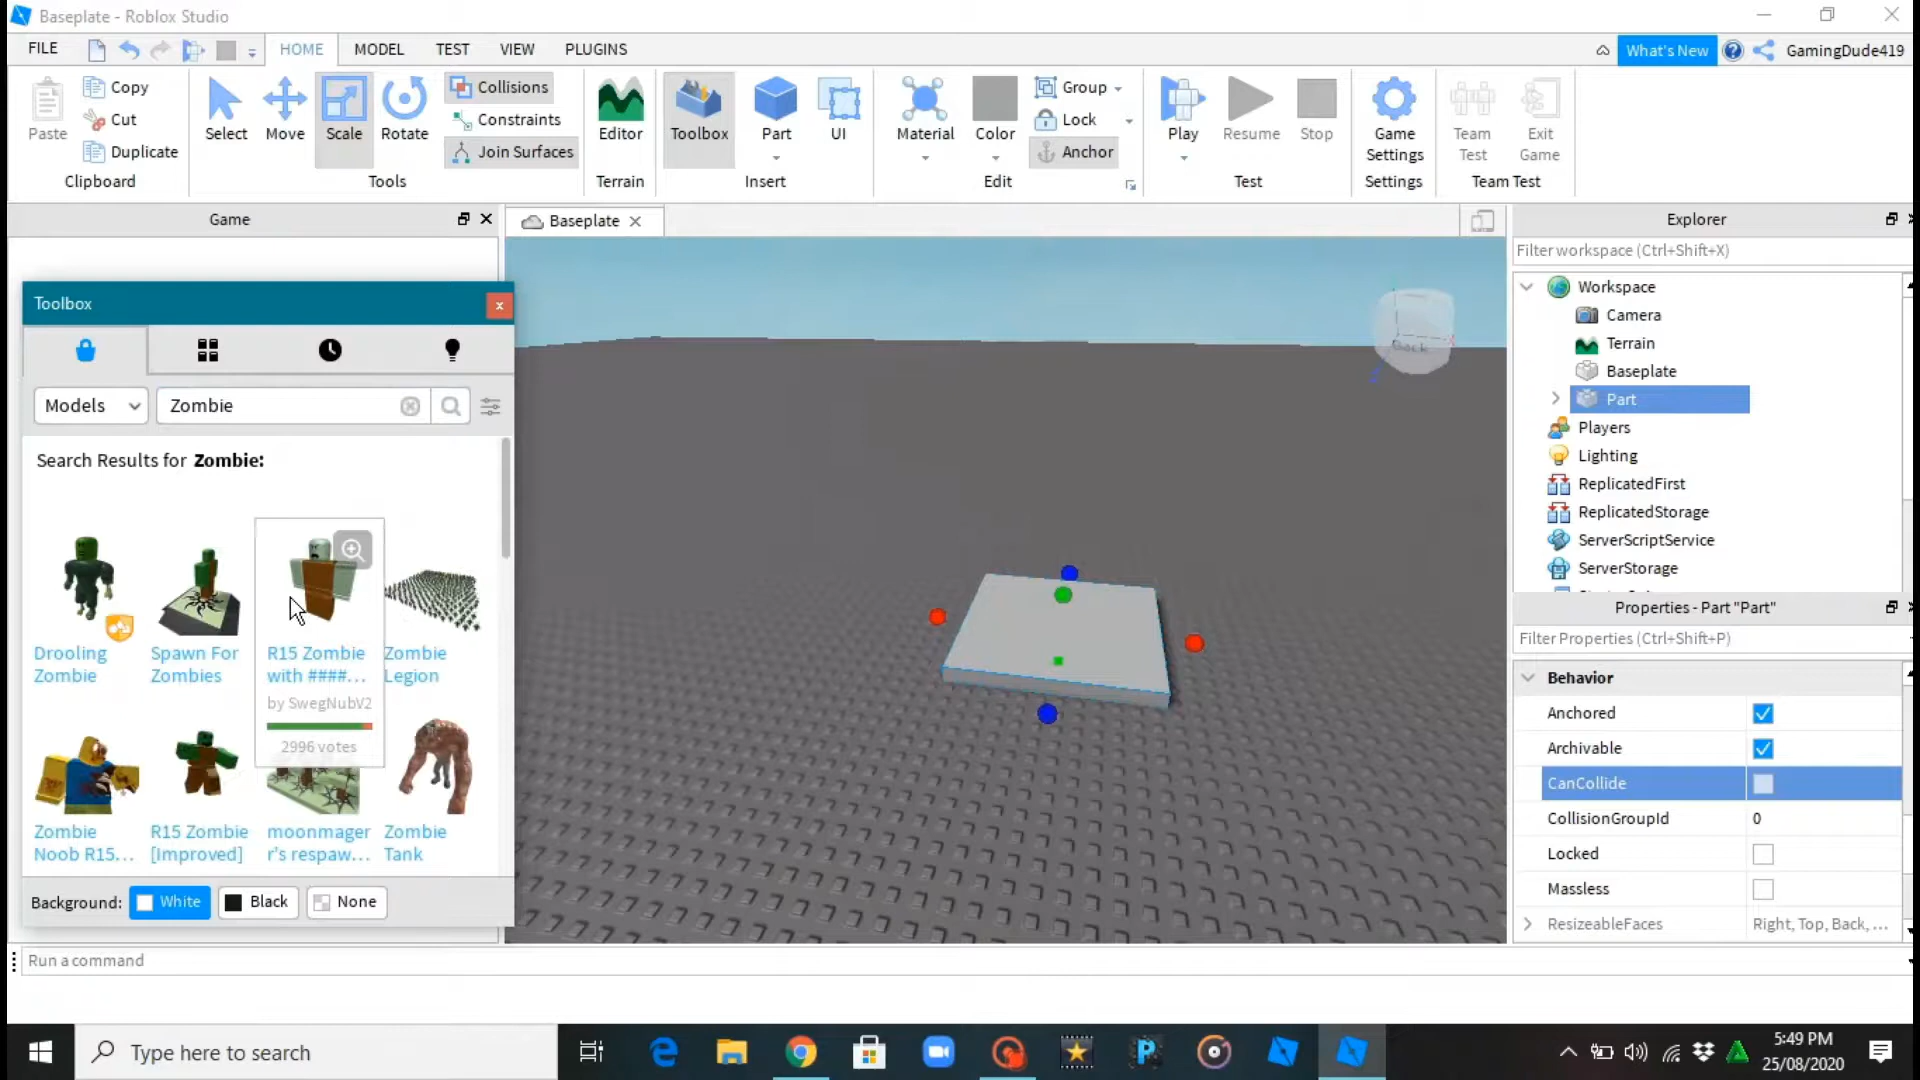 Baseplate - Roblox Studio
FILE
HOME
MODEL
TEST
VIEW
PLUGINS
What's New
GamingDude419
Paste
Copy
Cut
Duplicate
Clipboard
Select
Move
Scale
Rotate
Collisions
Constraints
Join Surfaces
Tools
Editor
Terrain
Toolbox
Part
UI
Insert
Material
Color
Group
Lock
Anchor
Edit
Play
Resume
Stop
Test
Game
Settings
Settings
Team
Test
Exit
Game
Team Test
Game
Toolbox
Models
Zombie
Search Results for Zombie:
Drooling
Zombie
Spawn For
Zombies
R15 Zombie
with ####...
by SwegNubV2
2996 votes
Zombie
Legion
Zombie
Noob R15...
R15 Zombie
[Improved]
moonmager
r's respaw...
Zombie
Tank
Background:
White
Black
None
Baseplate
Back
Explorer
Filter workspace (Ctrl+Shift+X)
Workspace
Camera
Terrain
Baseplate
Part
Players
Lighting
ReplicatedFirst
ReplicatedStorage
ServerScriptService
ServerStorage
Properties - Part "Part"
Filter Properties (Ctrl+Shift+P)
Behavior
Anchored
Archivable
CanCollide
CollisionGroupId 0
Locked
Massless
ResizeableFaces Right, Top, Back, ...
Run a command
Type here to search
5:49 PM
25/08/2020